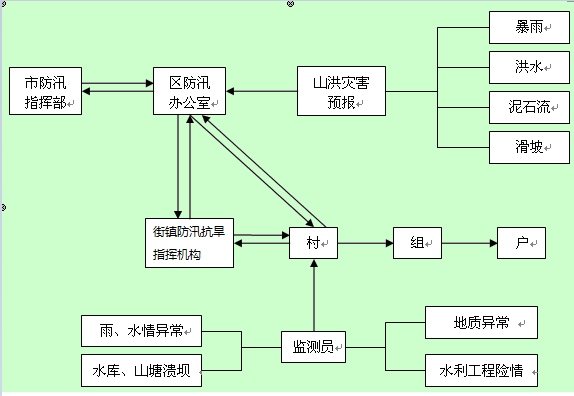 暴雨
市防汛
指挥部
区防汛
办公室
山洪灾害
预报
洪水
泥石流
滑坡
街镇防汛抗旱
指挥机构
村
组
户
雨、水情异常
水库、山塘溃坝
监测员
地质异常
水利工程险情